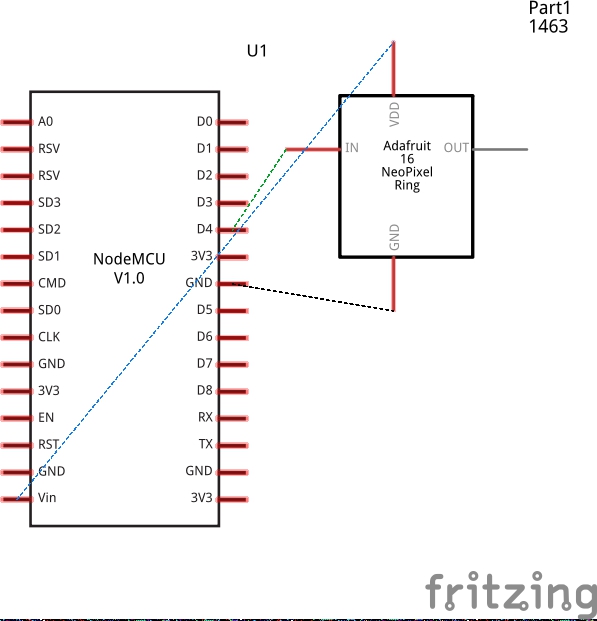 Part1
1463
U1
A0
RSV
RSV
SD3
SD2
SD1
CMD
SD0
CLK
GND
3V3
EN
RST
GND
Vin
NodeMCU
V1.0
D0
D1
D2
D3
D4
3V3
GND
D5
D6
D7
D8
RX
TX
GND
3V3
VDD
IN
Adafruit
16
NeoPixel
Ring
OUT
GND
fritzing